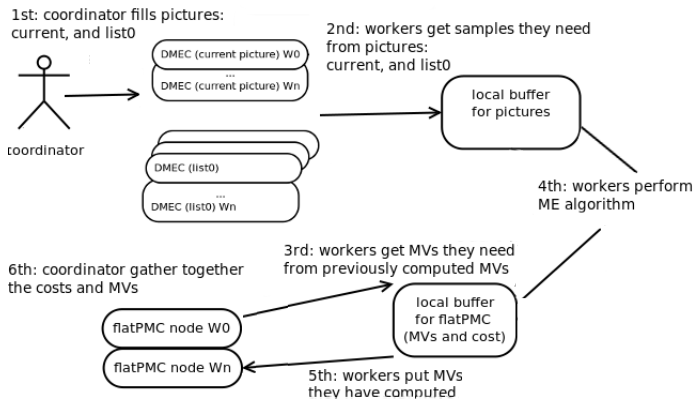 1st: coordinator fills pictures:
current, and list0
2nd: workers get samples they need
from pictures:
current, and list0
DMEC (current picture) W0
...
DMEC (current picture) Wn
local buffer
for pictures
coordinator
DMEC (list0)
...
DMEC (list0) Wn
4th: workers perform
ME algorithm
3rd: workers get MVs they need
from previously computed MVs
6th: coordinator gather together
the costs and MVs
local buffer
for flatPMC
(MVs and cost)
flatPMC node W0
flatPMC node Wn
5th: workers put MVs
they have computed